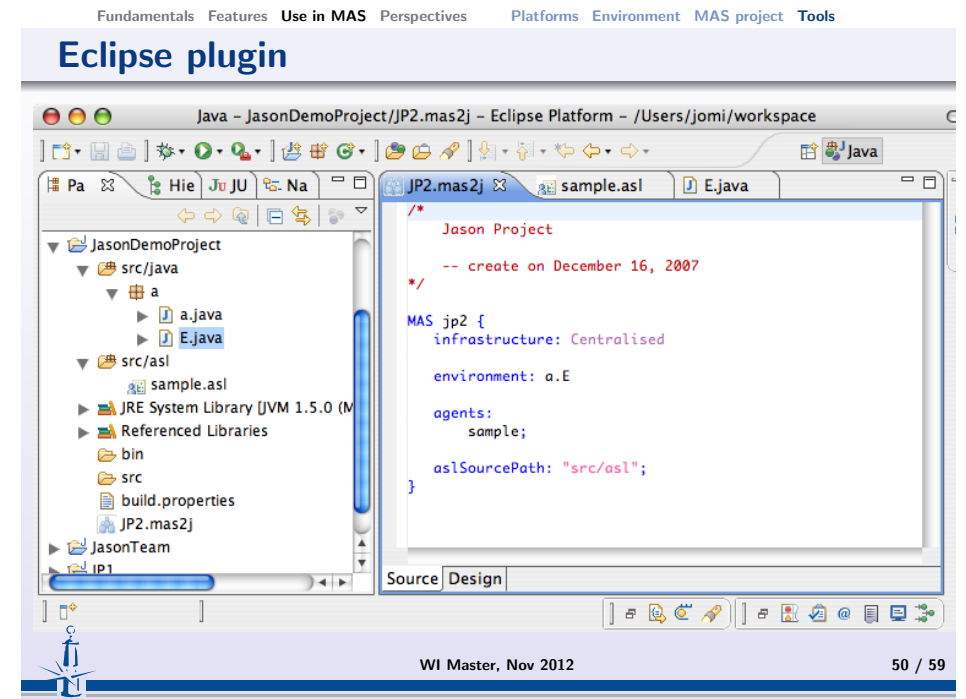 Fundamentals Features Use in MAS Perspectives Platforms Environment MAS project Tools
Eclipse plugin
Java – JasonDemoProject/JP2.mas2j – Eclipse Platform – /Users/jomi/workspace
Java
Pa Hie JU Na
JP2.mas2j sample.asl E.java
JasonDemoProject
src/java
a
a.java
E.java
src/asl
sample.asl
JRE System Library [JVM 1.5.0 (M
Referenced Libraries
bin
src
build.properties
JP2.mas2j
JasonTeam
JP1
/*
Jason Project
-- create on December 16, 2007
*/
MAS jp2 {
infrastructure: Centralised
environment: a.E
agents:
sample;
aslSourcePath: "src/asl";
}
Source Design
WI Master, Nov 2012 50 / 59